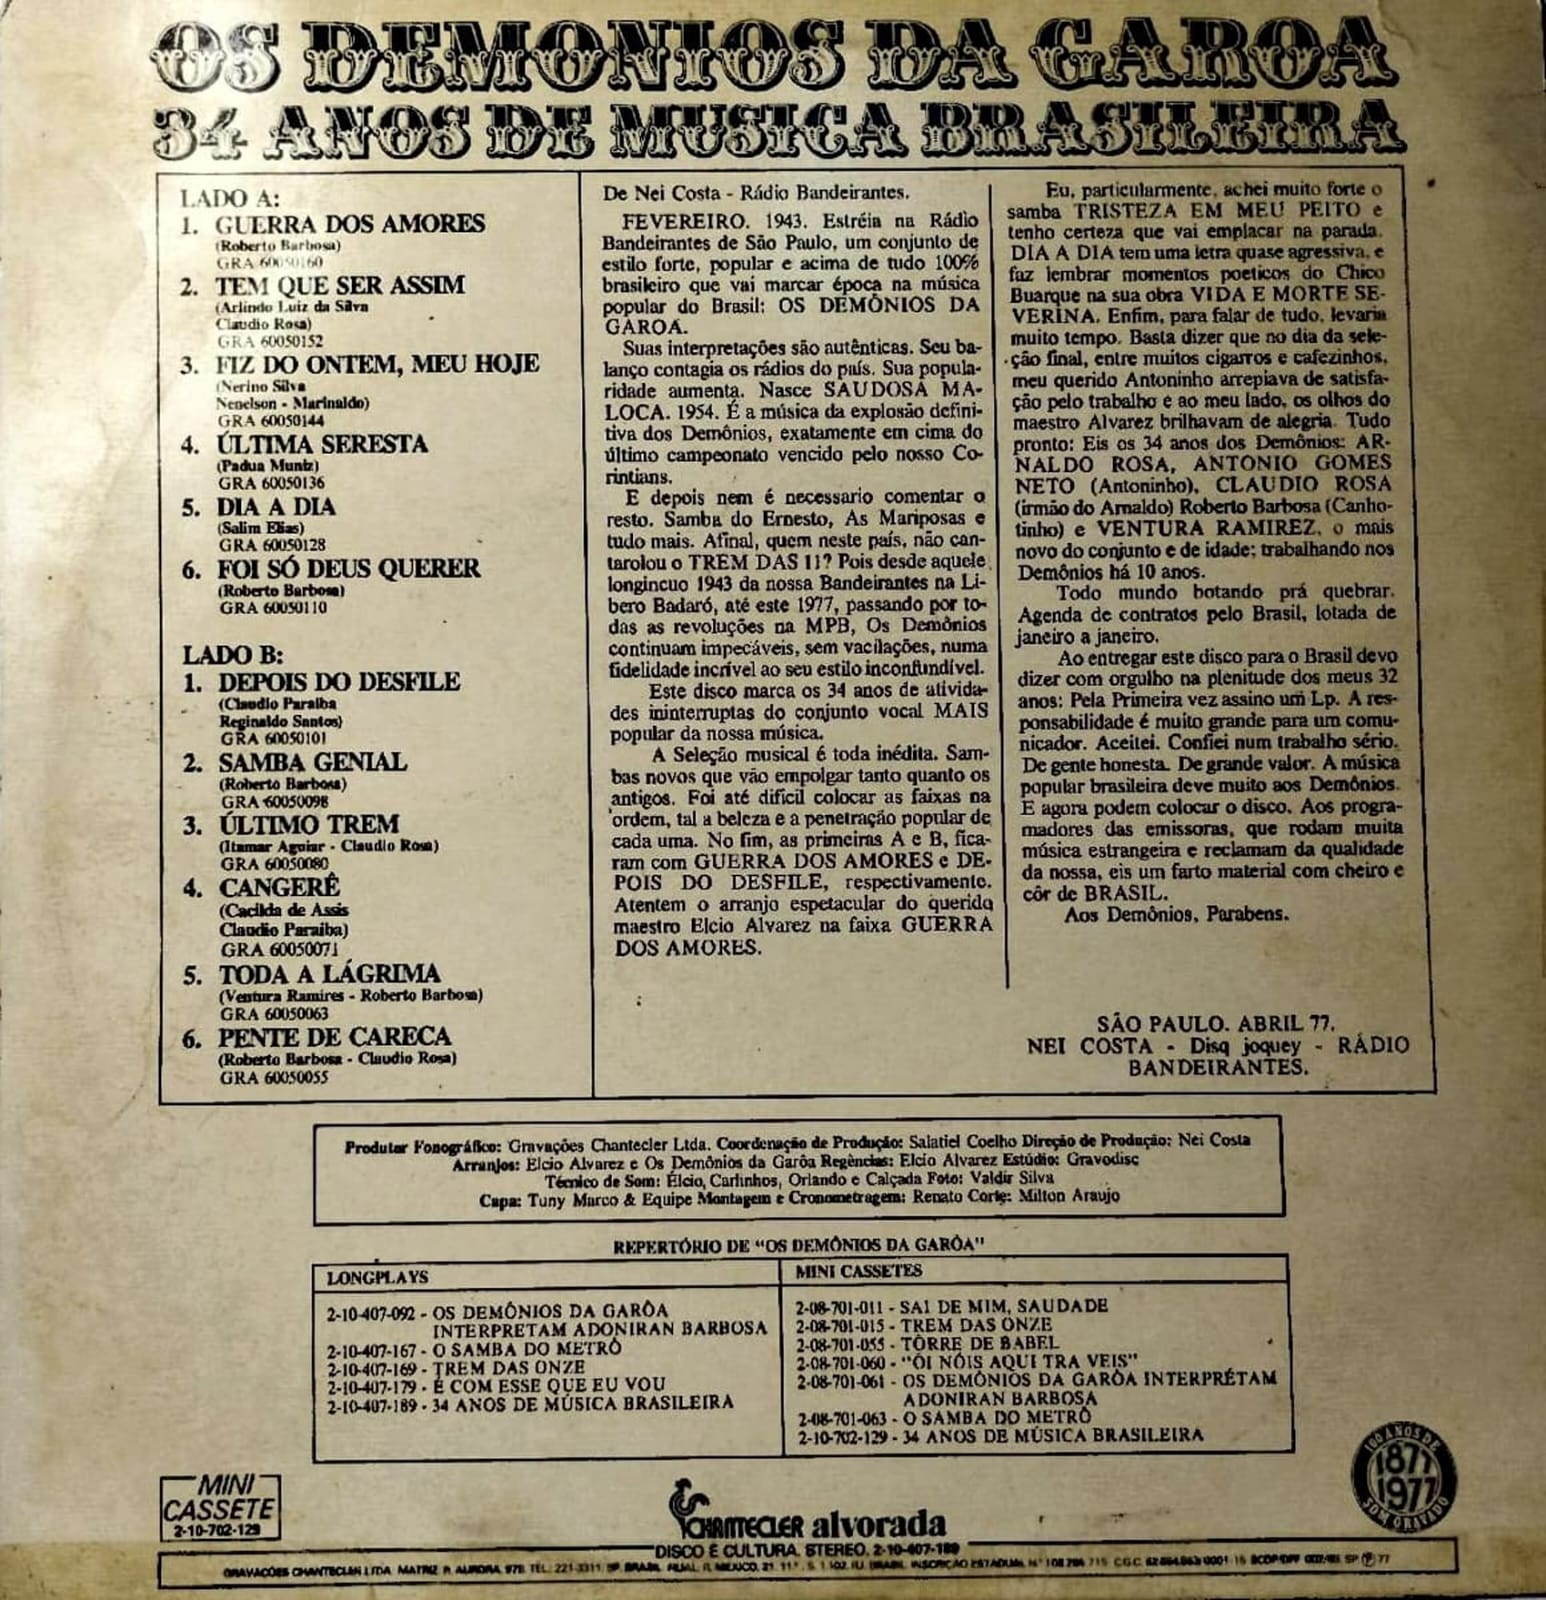 OS DEMONIOS DA GAROA
34 ANOS DE MUSICA BRASILEIRA
LADO A:
1. GUERRA DOS AMORES
(Roberto Barbosa)
GRA 60050160
2. TEM QUE SER ASSIM
(Arlindo Luiz da Silva
Claudio Rosa)
GRA 60050152
3. FIZ DO ONTEM, MEU HOJE
(Nerino Silva
Nenelson - Marinaldo)
GRA 60050144
4. ÚLTIMA SERESTA
(Padua Muniz)
GRA 60050136
5. DIA A DIA
(Salim Elias)
GRA 60050128
6. FOI SÓ DEUS QUERER
(Roberto Barbosa)
GRA 60050110
LADO B:
1. DEPOIS DO DESFILE
(Claudio Paraiba
Reginaldo Santos)
GRA 60050101
2. SAMBA GENIAL
(Roberto Barbosa)
GRA 60050098
3. ÚLTIMO TREM
(Itamar Aguiar - Claudio Rosa)
GRA 60050080
4. CANGERÊ
(Cacilda de Assis
Claudio Paraiba)
GRA 60050071
5. TODA A LÁGRIMA
(Ventura Ramires - Roberto Barbosa)
GRA 60050063
6. PENTE DE CARECA
(Roberto Barbosa - Claudio Rosa)
GRA 60050055
De Nei Costa - Rádio Bandeirantes.
FEVEREIRO. 1943. Estréia na Rádio
Bandeirantes de São Paulo, um conjunto de
estilo forte, popular e acima de tudo 100%
brasileiro que vai marcar época na música
popular do Brasil: OS DEMÔNIOS DA
GAROA.
Suas interpretações são autênticas. Seu ba-
lanço contagia os rádios do país. Sua popula-
ridade aumenta. Nasce SAUDOSA MA-
LOCA. 1954. É a música da explosão defini-
tiva dos Demônios, exatamente em cima do
último campeonato vencido pelo nosso Co-
rintians.
E depois nem é necessario comentar o
resto. Samba do Ernesto, As Mariposas e
tudo mais. Afinal, quem neste país, não can-
tarolou o TREM DAS 11? Pois desde aquele
longincuo 1943 da nossa Bandeirantes na Li-
bero Badaró, até este 1977, passando por to-
das as revoluções na MPB, Os Demônios
continuam impecáveis, sem vacilações, numa
fidelidade incrível ao seu estilo inconfundível.
Este disco marca os 34 anos de ativida-
des ininterruptas do conjunto vocal MAIS
popular da nossa música.
A Seleção musical é toda inédita. Sam-
bas novos que vão empolgar tanto quanto os
antigos. Foi até dificil colocar as faixas na
ordem, tal a beleza e a penetração popular de
cada uma. No fim, as primeiras A e B, fica-
ram com GUERRA DOS AMORES e DE-
POIS DO DESFILE, respectivamente.
Atentem o arranjo espetacular do querido
maestro Elcio Alvarez na faixa GUERRA
DOS AMORES.
Eu, particularmente, achei muito forte o
samba TRISTEZA EM MEU PEITO e
tenho certeza que vai emplacar na parada.
DIA A DIA tem uma letra quase agressiva, e
faz lembrar momentos poeticos do Chico
Buarque na sua obra VIDA E MORTE SE-
VERINA. Enfim, para falar de tudo, levaria
muito tempo. Basta dizer que no dia da sele-
ção final, entre muitos cigarros e cafezinhos,
meu querido Antoninho arrepiava de satisfa-
ção pelo trabalho e ao meu lado, os olhos do
maestro Alvarez brilhavam de alegria. Tudo
pronto: Eis os 34 anos dos Demônios: AR-
NALDO ROSA, ANTONIO GOMES
NETO (Antoninho), CLAUDIO ROSA
(irmão do Arnaldo) Roberto Barbosa (Canho-
tinho) e VENTURA RAMIREZ, o mais
novo do conjunto e de idade; trabalhando nos
Demônios há 10 anos.
Todo mundo botando prá quebrar.
Agenda de contratos pelo Brasil, lotada de
janeiro a janeiro.
Ao entregar este disco para o Brasil devo
dizer com orgulho na plenitude dos meus 32
anos: Pela Primeira vez assino um Lp. A res-
ponsabilidade é muito grande para um comu-
nicador. Aceitei. Confiei num trabalho sério.
De gente honesta. De grande valor. A música
popular brasileira deve muito aos Demônios.
E agora podem colocar o disco. Aos progra-
madores das emissoras, que rodam muita
música estrangeira e reclamam da qualidade
da nossa, eis um farto material com cheiro e
côr de BRASIL.
Aos Demônios, Parabens.
SÃO PAULO. ABRIL 77.
NEI COSTA - Disq joquey - RÁDIO
BANDEIRANTES.
Produtor Fonográfico: Gravações Chantecler Ltda. Coordenação de Produção: Salatiel Coelho Direção de Produção: Nei Costa
Arranjos: Elcio Alvarez e Os Demônios da Garôa Regências: Elcio Alvarez Estúdio: Gravodisc
Técnico de Som: Élcio, Carlinhos, Orlando e Calçada Foto: Valdir Silva
Capa: Tuny Marco & Equipe Montagem e Cronometragem: Renato Corte: Milton Araujo
REPERTÓRIO DE "OS DEMÔNIOS DA GARÔA"
LONGPLAYS
2-10-407-092 - OS DEMÔNIOS DA GARÔA
INTERPRETAM ADONIRAN BARBOSA
2-10-407-167 - O SAMBA DO METRÔ
2-10-407-169 - TREM DAS ONZE
2-10-407-179 - É COM ESSE QUE EU VOU
2-10-407-189 - 34 ANOS DE MÚSICA BRASILEIRA
MINI CASSETES
2-08-701-011 - SAI DE MIM, SAUDADE
2-08-701-015 - TREM DAS ONZE
2-08-701-055 - TÔRRE DE BABEL
2-08-701-060 - "ÓI NÓIS AQUI TRA VEIS"
2-08-701-061 - OS DEMÔNIOS DA GARÔA INTERPRÉTAM
ADONIRAN BARBOSA
2-08-701-063 - O SAMBA DO METRÔ
2-10-702-129 - 34 ANOS DE MÚSICA BRASILEIRA
MINI
CASSETE
2-10-702-129
CHANTECLER alvorada
DISCO É CULTURA. STEREO. 2-10-407-189
100 ANOS DE
1877
1977
SOM GRAVADO
GRAVAÇÕES CHANTECLER LTDA. MATRIZ R. AURORA, 975 TEL. 221-3311 SP BRASIL FILIAL R. MEXICO, 21 11º RJ BRASIL INSCRIÇÃO ESTADUAL Nº SP Ⓟ 77